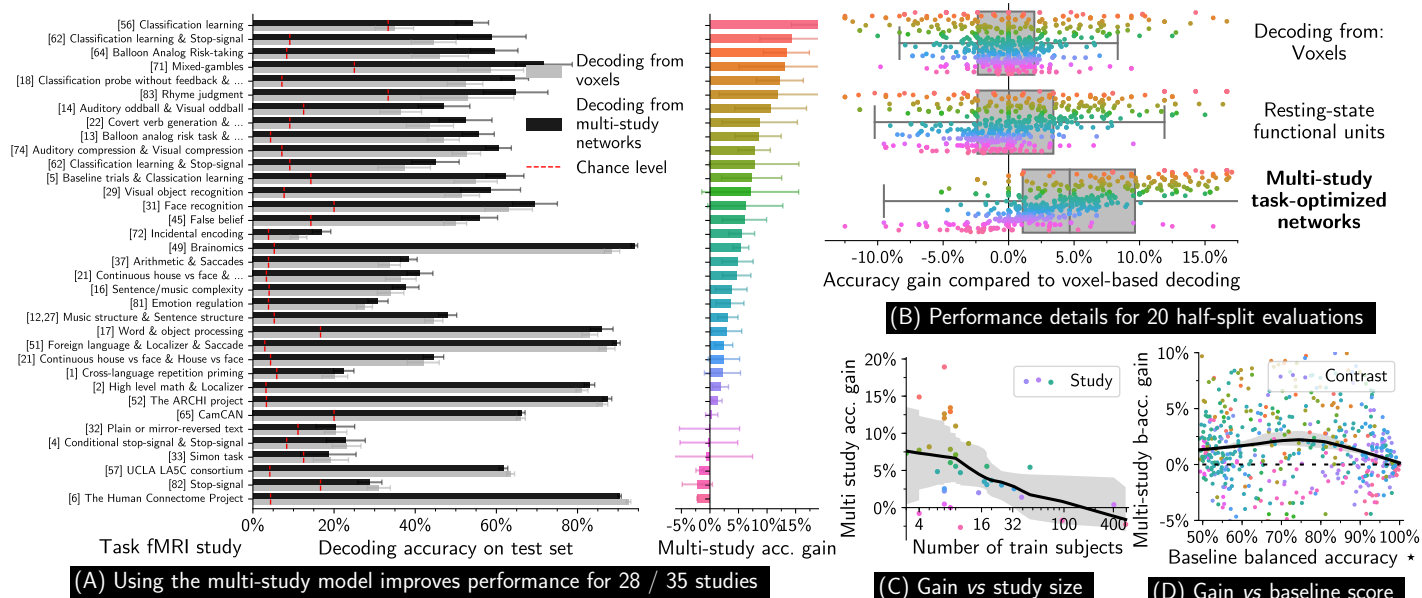 [56] Classification learning
[62] Classification learning & Stop-signal
[64] Balloon Analog Risk-taking
[71] Mixed-gambles
[18] Classification probe without feedback & ...
[83] Rhyme judgment
[14] Auditory oddball & Visual oddball
[22] Covert verb generation & ...
[13] Balloon analog risk task & ...
[74] Auditory compression & Visual compression
[62] Classification learning & Stop-signal
[5] Baseline trials & Classication learning
[29] Visual object recognition
[31] Face recognition
[45] False belief
[72] Incidental encoding
[49] Brainomics
[37] Arithmetic & Saccades
[21] Continuous house vs face & ...
[16] Sentence/music complexity
[81] Emotion regulation
[12,27] Music structure & Sentence structure
[17] Word & object processing
[51] Foreign language & Localizer & Saccade
[21] Continuous house vs face & House vs face
[1] Cross-language repetition priming
[2] High level math & Localizer
[52] The ARCHI project
[65] CamCAN
[32] Plain or mirror-reversed text
[4] Conditional stop-signal & Stop-signal
[33] Simon task
[57] UCLA LA5C consortium
[82] Stop-signal
[6] The Human Connectome Project
0% 20% 40% 60% 80%
Task fMRI study
Decoding accuracy on test set
Decoding from
voxels
Decoding from
multi-study
networks
Chance level
-5% 0% 5% 10% 15%
Multi-study acc. gain
(A) Using the multi-study model improves performance for 28 / 35 studies
Decoding from:
Voxels
Resting-state
functional units
Multi-study
task-optimized
networks
-10.0% -5.0% 0.0% 5.0% 10.0% 15.0%
0.0%
Accuracy gain compared to voxel-based decoding
(B) Performance details for 20 half-split evaluations
Multi study acc. gain
20%
15%
10%
5%
0%
Study
4 16 32 100 400
Number of train subjects
(C) Gain vs study size
Multi-study b-acc. gain
10%
5%
0%
-5%
Contrast
50% 60% 70% 80% 90% 100%
Baseline balanced accuracy ⋆
(D) Gain vs baseline score